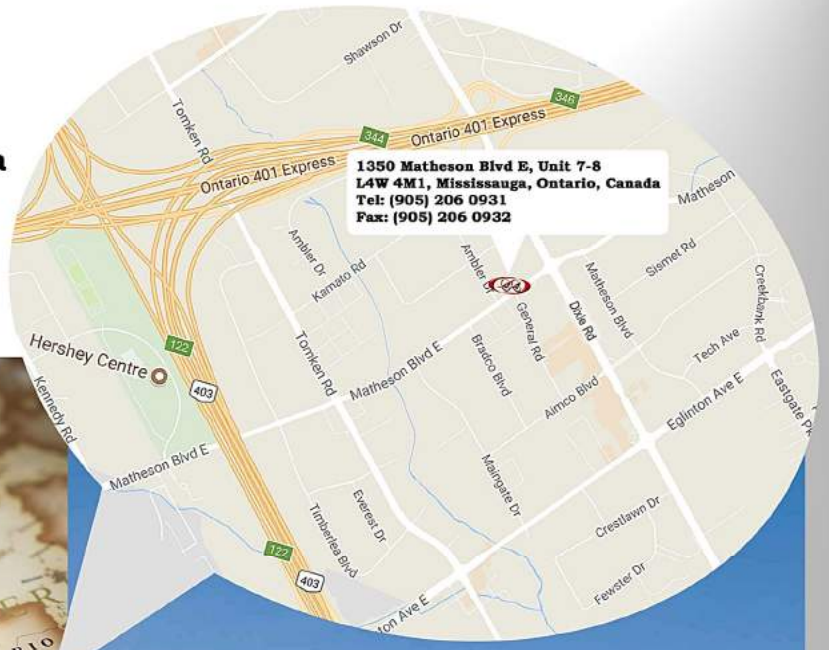 Shawson Dr
Tomken Rd
346
344
Ontario 401 Express
Ontario 401 Express
1350 Matheson Blvd E, Unit 7-8
L4W 4M1, Mississauga, Ontario, Canada
Tel: (905) 206 0931
Fax: (905) 206 0932
Matheson
Ambler Dr
Kamato Rd
Ambler Dr
Sismet Rd
Matheson Blvd
Creekbank Rd
General Rd
Dixie Rd
122
Hershey Centre
Tomken Rd
Matheson Blvd E
Bradco Blvd
Tech Ave
403
Kennedy Rd
Aimco Blvd
Eglinton Ave E
Eastgate
Matheson Blvd E
Maingate Dr
Everest Dr
Timberlea Blvd
Crestlawn Dr
122
403
Fewster Dr
ton Ave E